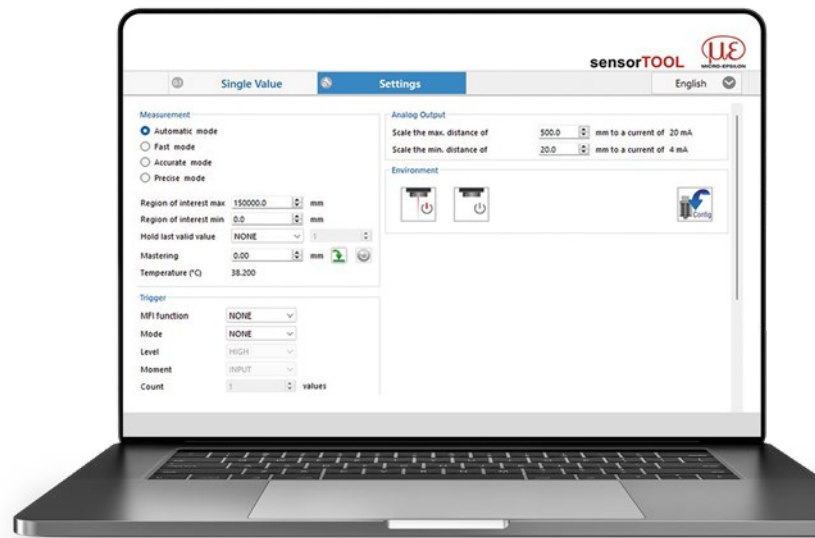 sensorTOOL
με
MICRO-EPSILON
Single Value
Settings
English
Measurement
Automatic mode
Fast mode
Accurate mode
Precise mode
Region of interest max 150000.0 mm
Region of interest min 0.0 mm
Hold last valid value NONE 1
Mastering 0.00 mm
Temperature (°C) 38.200
Trigger
MFI function NONE
Mode NONE
Level HIGH
Moment INPUT
Count 1 values
Analog Output
Scale the max. distance of 500.0 mm to a current of 20 mA
Scale the min. distance of 20.0 mm to a current of 4 mA
Environment
Config